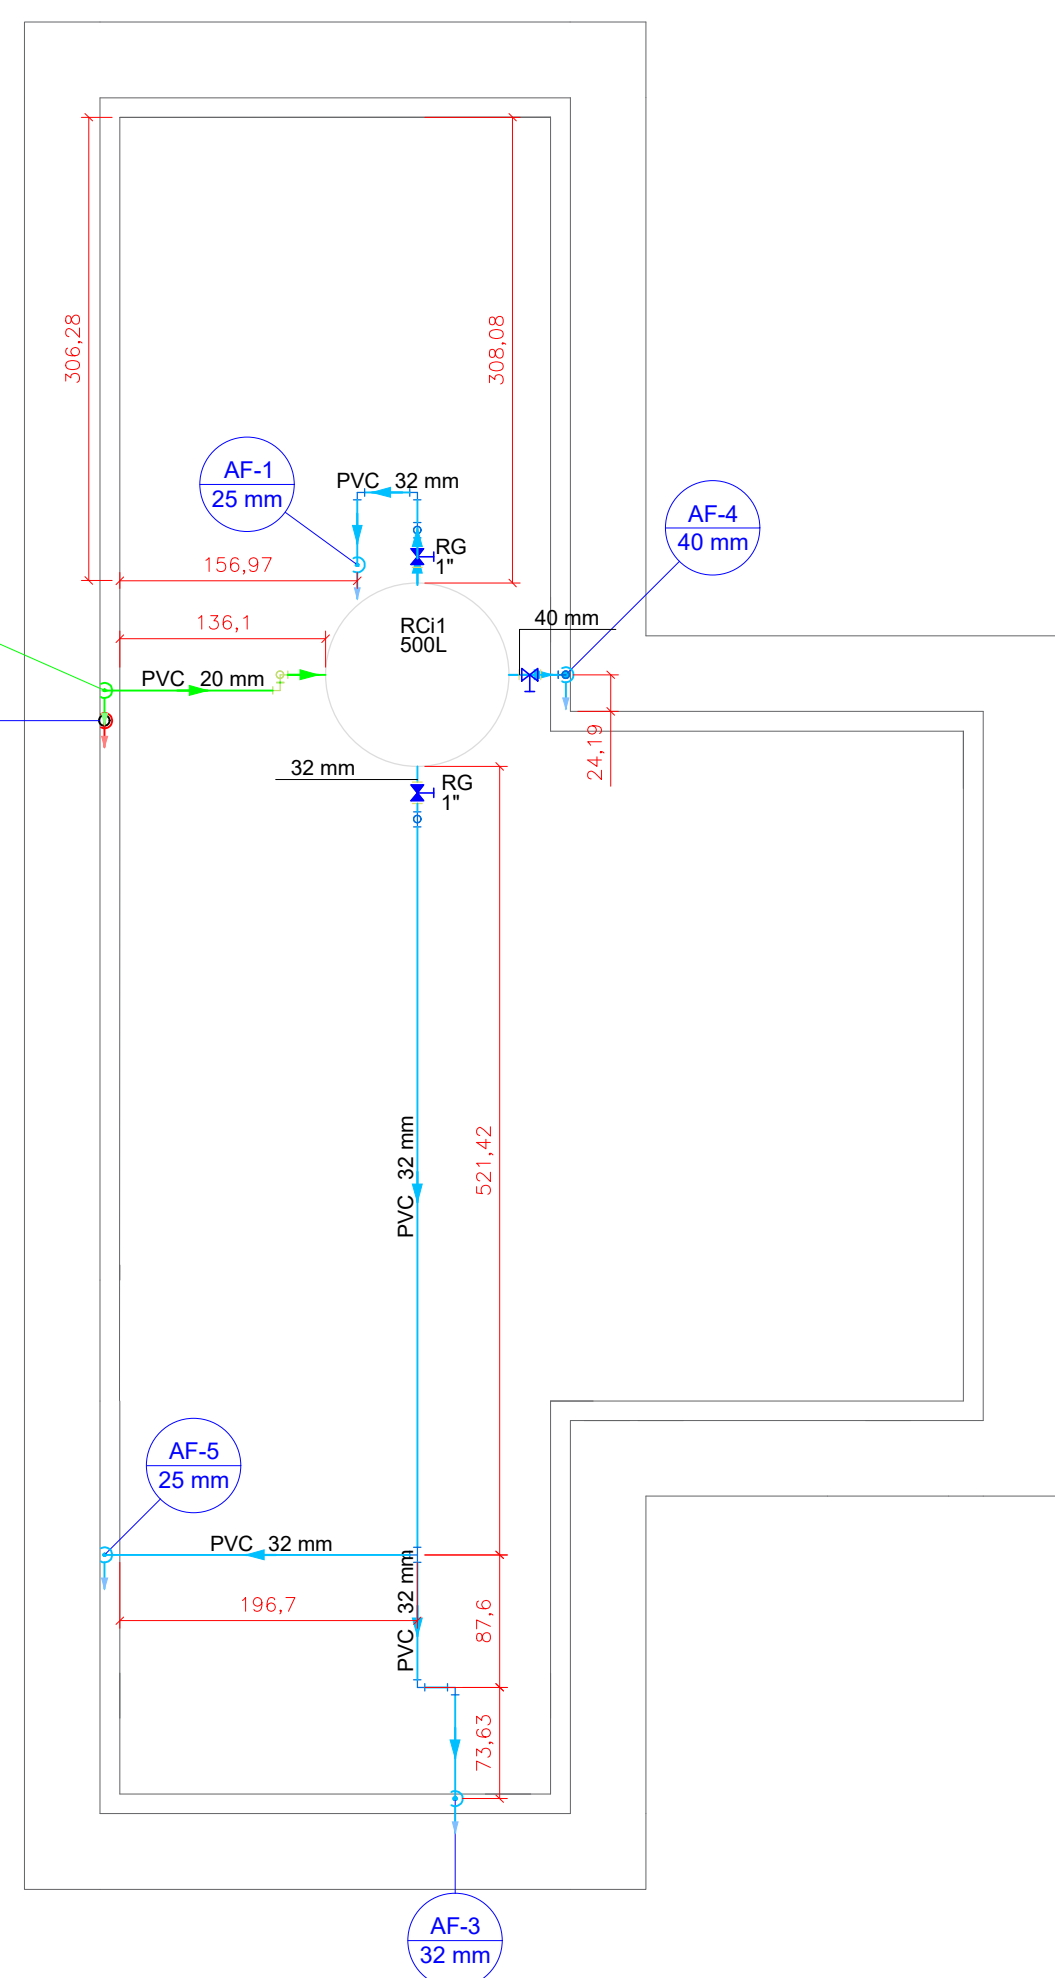 306,28
308,08
AF-1
25 mm
PVC 32 mm
RG
1"
AF-4
40 mm
156,97
136,1
RCi1
500L
40 mm
PVC 20 mm
24,19
32 mm
RG
1"
PVC 32 mm
521,42
AF-5
25 mm
PVC 32 mm
PVC 32 mm
196,7
87,6
73,63
AF-3
32 mm